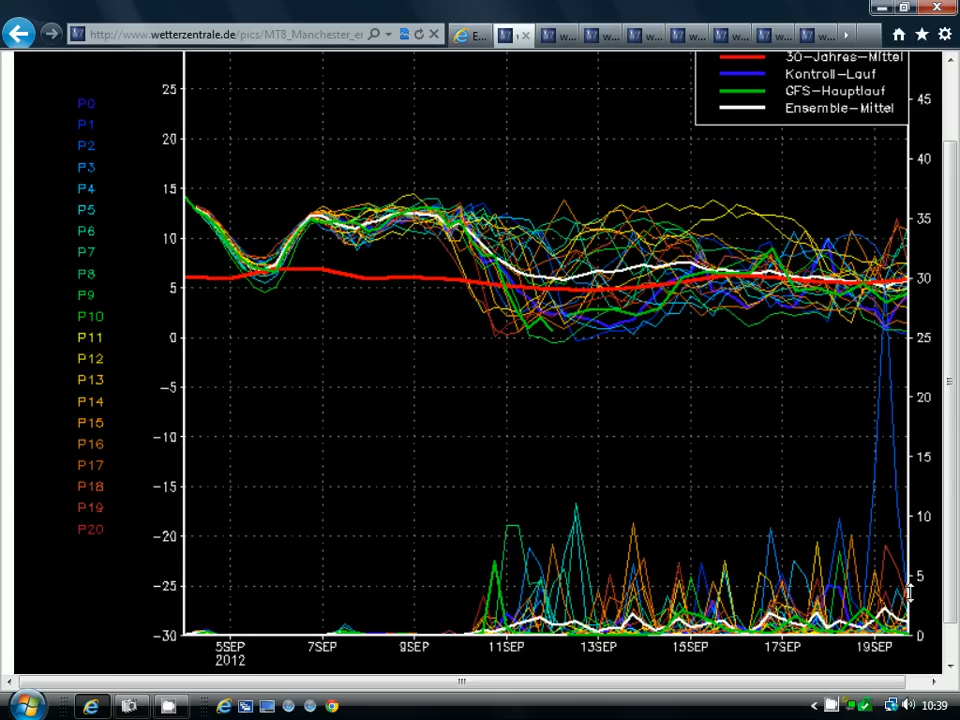 http://www.wetterzentrale.de/pics/MT8_Manchester_e
E...
w...
w...
w...
w...
w...
w...
w...
30-Jahres-Mittel
Kontroll-Lauf
GFS-Hauptlauf
Ensemble-Mittel
P0
P1
P2
P3
P4
P5
P6
P7
P8
P9
P10
P11
P12
P13
P14
P15
P16
P17
P18
P19
P20
25
20
15
10
5
0
-5
-10
-15
-20
-25
-30
45
40
35
30
25
20
15
10
5
0
5SEP 7SEP 9SEP 11SEP 13SEP 15SEP 17SEP 19SEP
2012
10:39